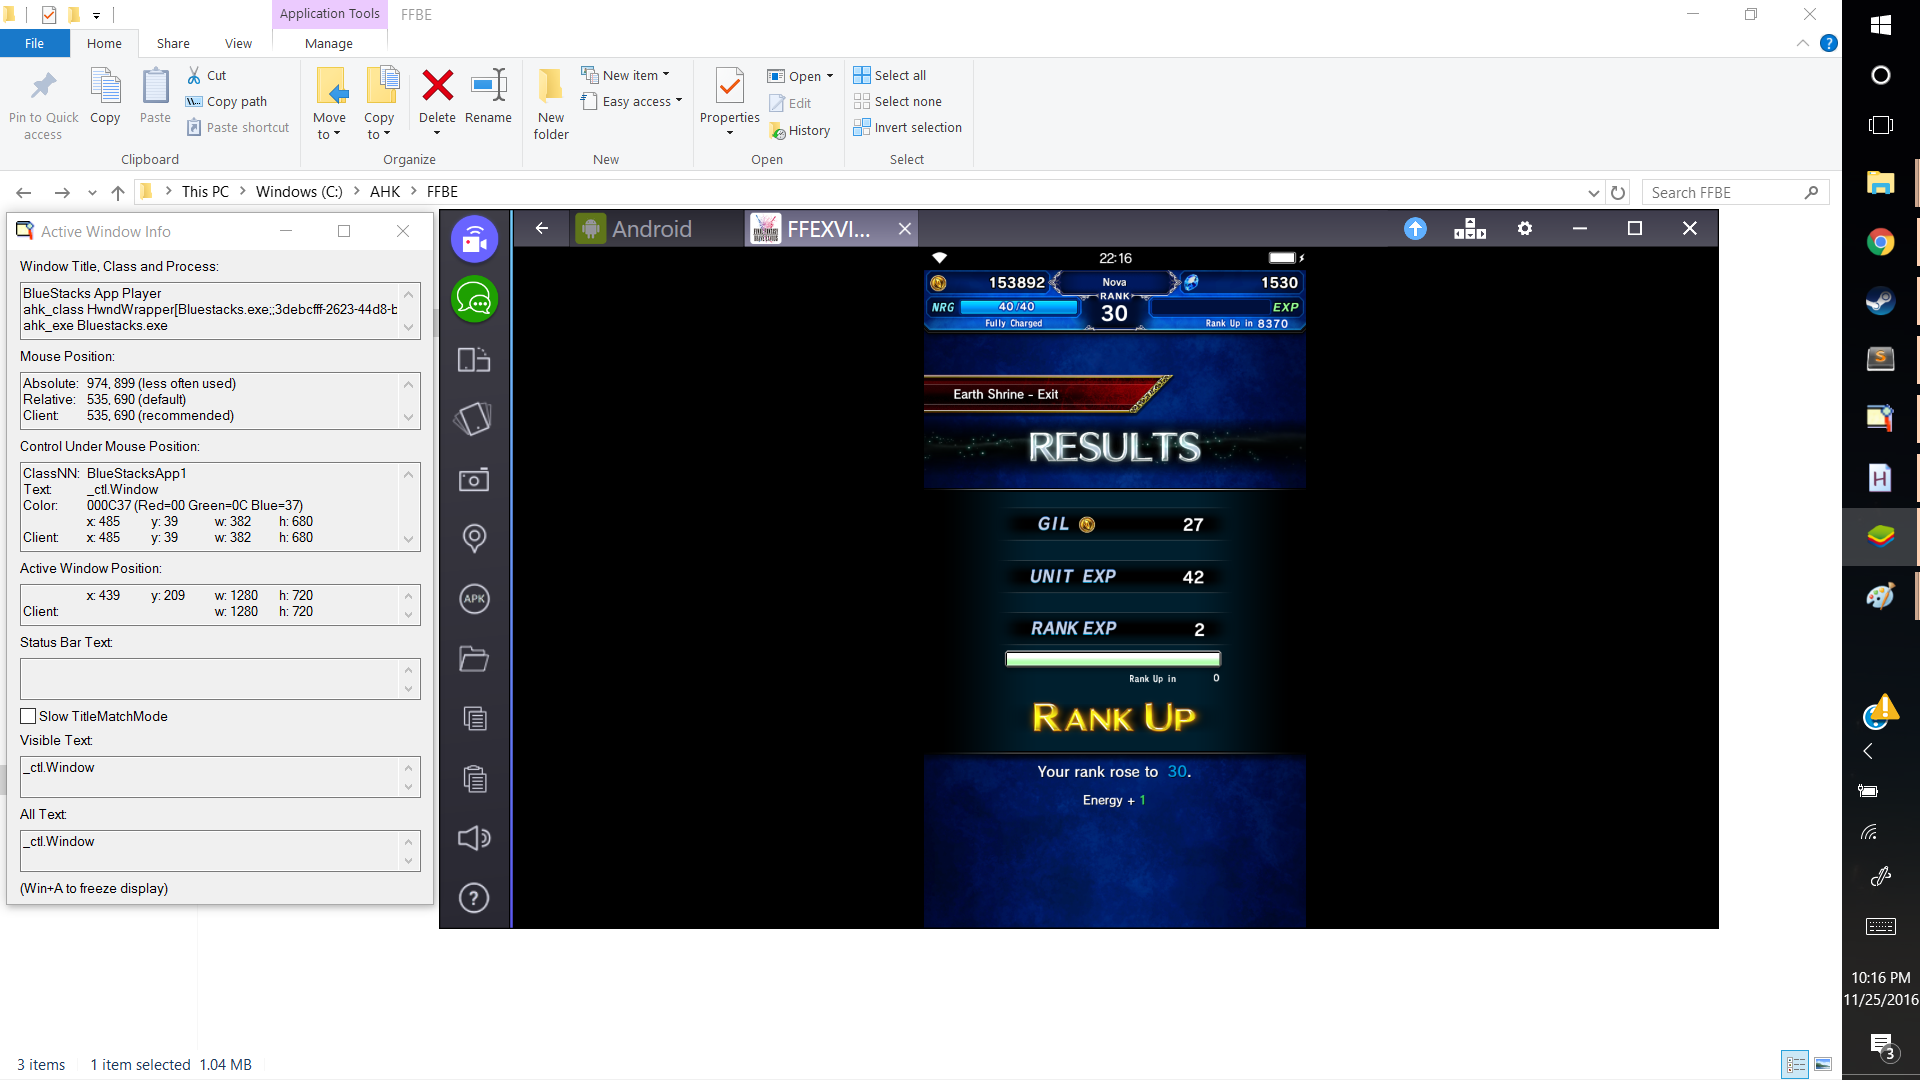 Application Tools
FFBE
File
Home
Share
View
Manage
Pin to Quick access
Copy
Paste
Cut
Copy path
Paste shortcut
Clipboard
Move to
Copy to
Delete
Rename
Organize
New folder
New item
Easy access
New
Properties
Open
Edit
History
Open
Select all
Select none
Invert selection
Select
This PC
Windows (C:)
AHK
FFBE
Search FFBE
Active Window Info
Window Title, Class and Process:
BlueStacks App Player
ahk_class HwndWrapper[Bluestacks.exe;;3debcfff-2623-44d8-b
ahk_exe Bluestacks.exe
Mouse Position:
Absolute: 974, 899 (less often used)
Relative: 535, 690 (default)
Client: 535, 690 (recommended)
Control Under Mouse Position:
ClassNN: BlueStacksApp1
Text: _ctl.Window
Color: 000C37 (Red=00 Green=0C Blue=37)
x: 485 y: 39 w: 382 h: 680
Client: x: 485 y: 39 w: 382 h: 680
Active Window Position:
x: 439 y: 209 w: 1280 h: 720
Client: w: 1280 h: 720
Status Bar Text:
Slow TitleMatchMode
Visible Text:
_ctl.Window
All Text:
_ctl.Window
(Win+A to freeze display)
APK
Android
FFEXVI...
22:16
153892
Nova
1530
NRG 40/40
RANK
30
EXP
Fully Charged
Rank Up in 8370
Earth Shrine - Exit
RESULTS
GIL 27
UNIT EXP 42
RANK EXP 2
Rank Up in 0
RANK UP
Your rank rose to 30.
Energy + 1
10:16 PM
11/25/2016
3
3 items
1 item selected 1.04 MB